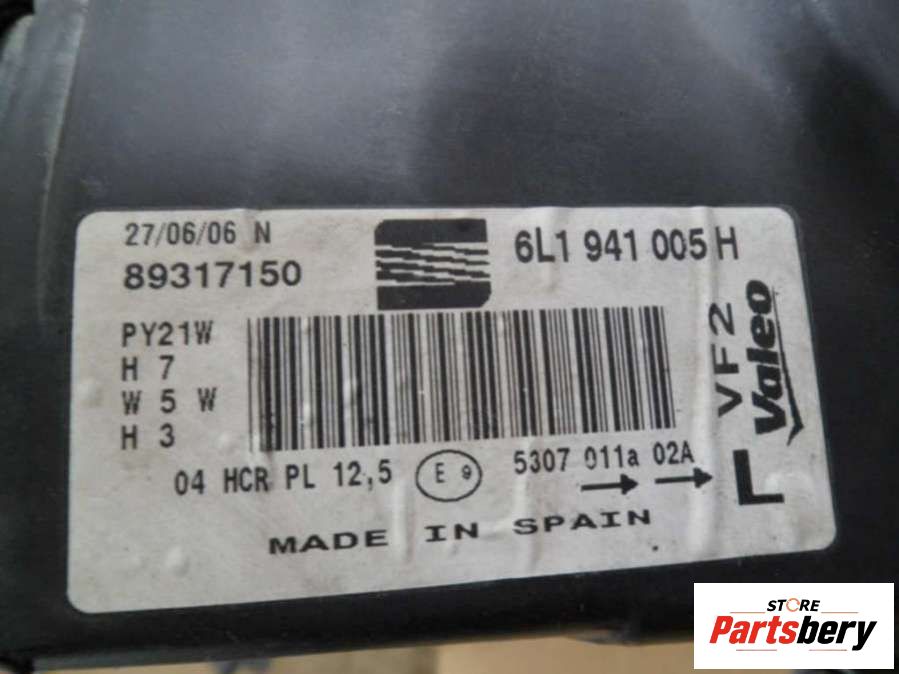 27/06/06 N
89317150
6L1 941 005 H
PY21W
H 7
W 5 W
H 3
VF2
Valeo
04 HCR PL 12,5
E 9
5307 011a 02A
L
MADE IN SPAIN
STORE
Partsbery